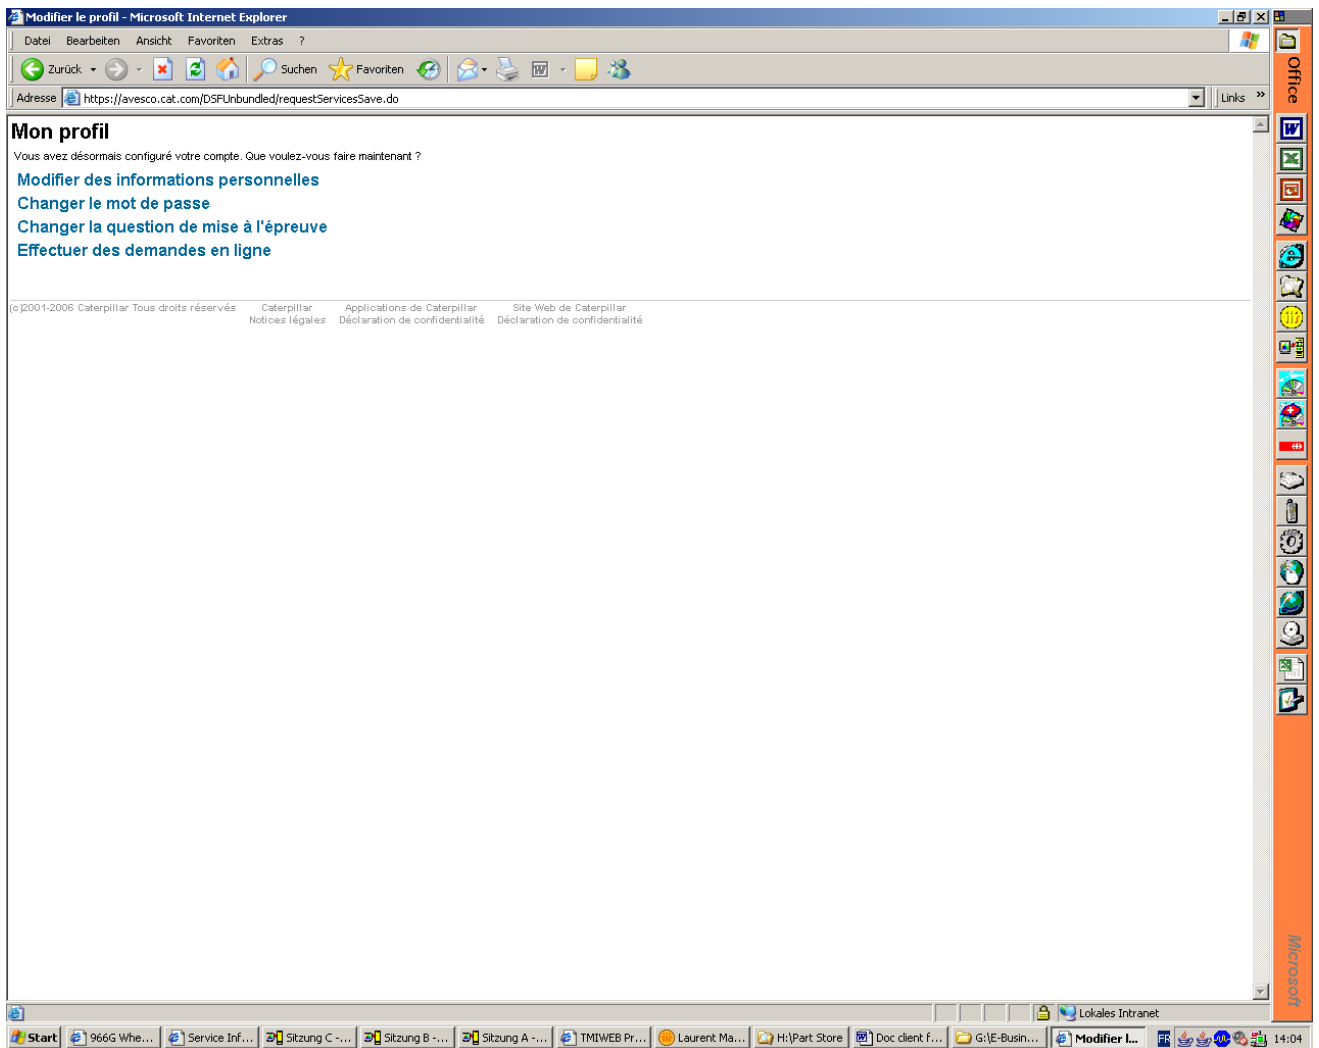 Modifier le profil - Microsoft Internet Explorer
Datei Bearbeiten Ansicht Favoriten Extras ?
Zurück Suchen Favoriten
Adresse https://avesco.cat.com/DSFUnbundled/requestServicesSave.do Links »
Office
Mon profil
Vous avez désormais configuré votre compte. Que voulez-vous faire maintenant ?
Modifier des informations personnelles
Changer le mot de passe
Changer la question de mise à l'épreuve
Effectuer des demandes en ligne
(c)2001-2006 Caterpillar Tous droits réservés Caterpillar Applications de Caterpillar Site Web de Caterpillar
Notices légales Déclaration de confidentialité Déclaration de confidentialité
Microsoft
Lokales Intranet
Start 966G Whe... Service Inf... Sitzung C -... Sitzung B -... Sitzung A -... TMIWEB Pr... Laurent Ma... H:\Part Store Doc client f... G:\E-Busin... Modifier l... FR 14:04